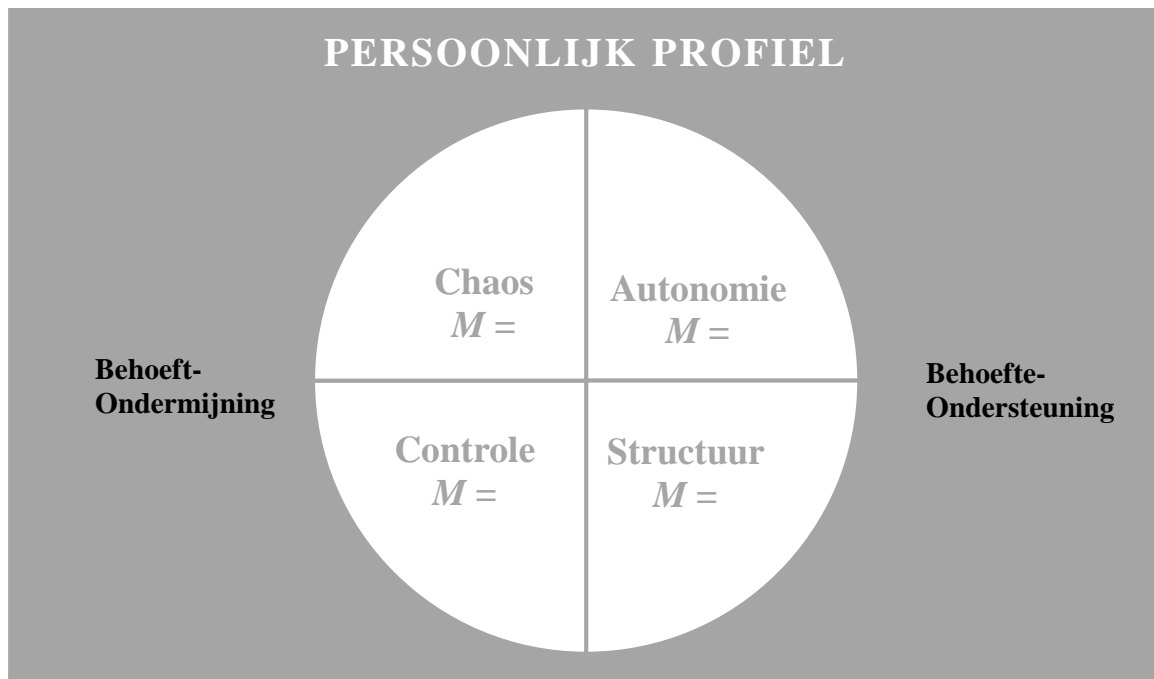 PERSOONLIJK PROFIEL
Chaos
M =
Autonomie
M =
Behoeft-
Ondermijning
Behoefte-
Ondersteuning
Controle
M =
Structuur
M =